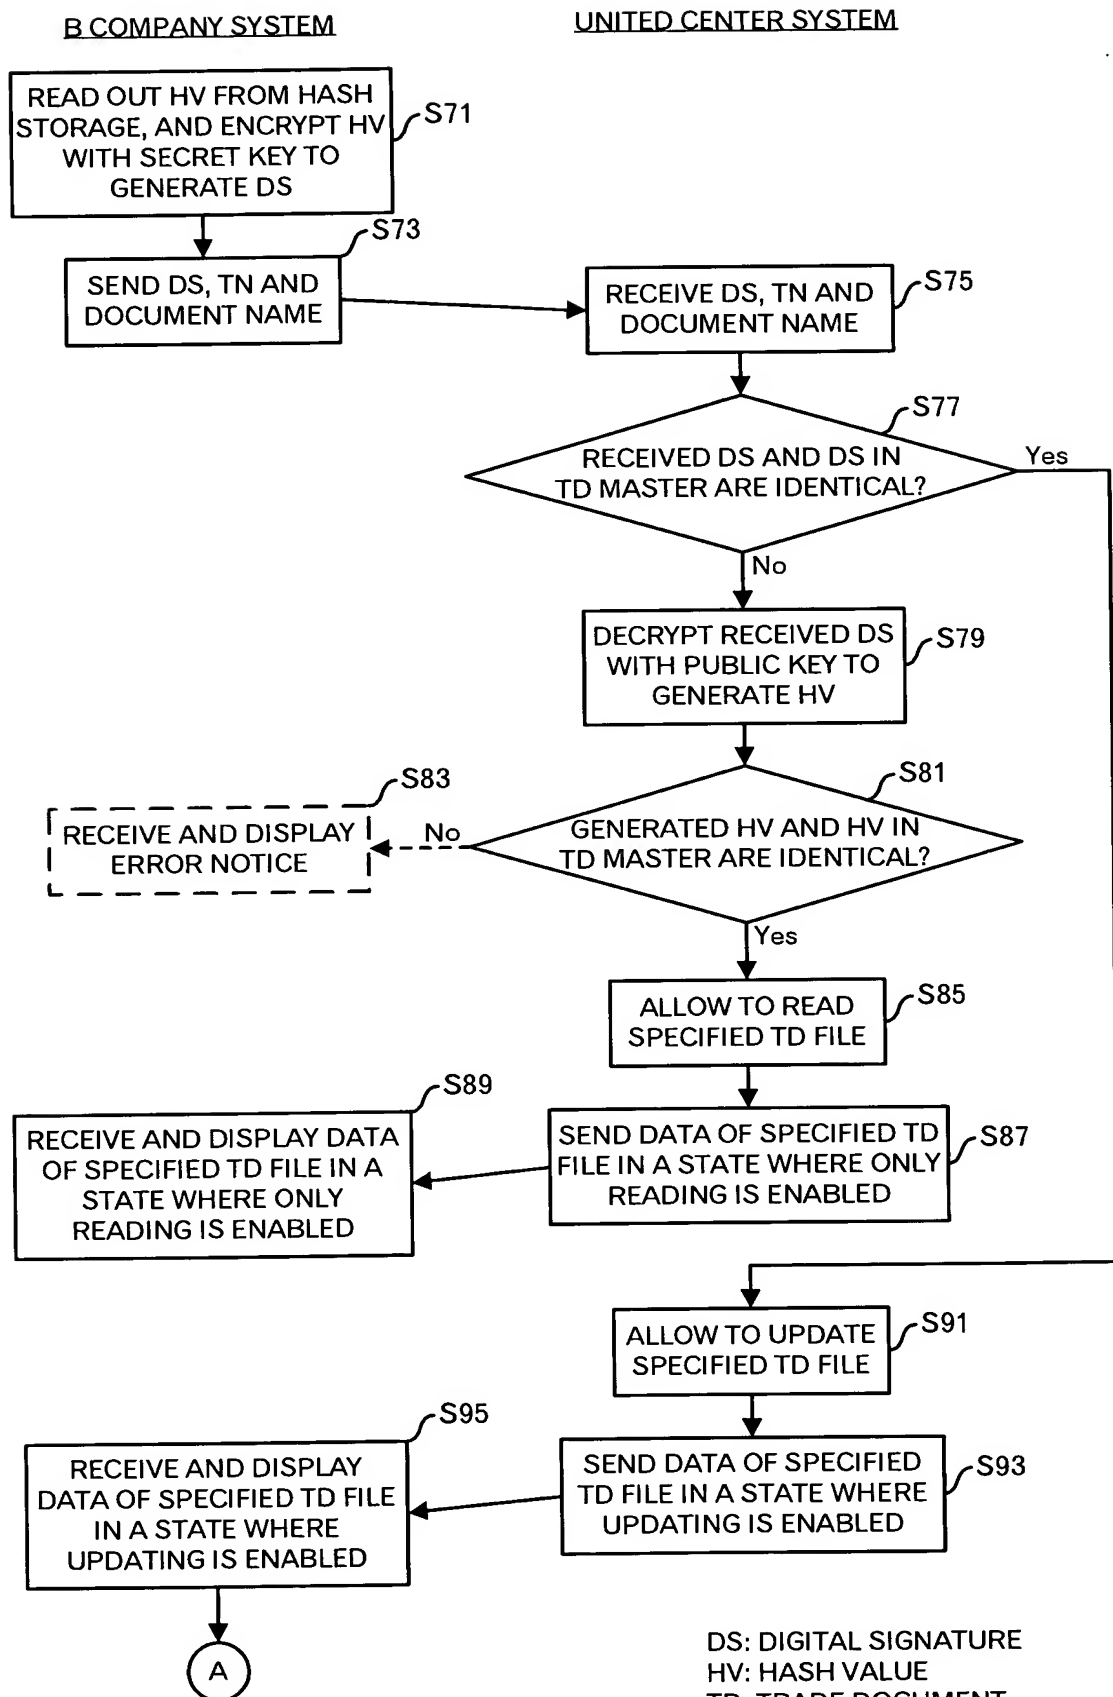 B COMPANY SYSTEM
UNITED CENTER SYSTEM
READ OUT HV FROM HASH
STORAGE, AND ENCRYPT HV
WITH SECRET KEY TO
GENERATE DS
S71
S73
SEND DS, TN AND
DOCUMENT NAME
RECEIVE DS, TN AND
DOCUMENT NAME
S75
S77
RECEIVED DS AND DS IN
TD MASTER ARE IDENTICAL?
Yes
No
DECRYPT RECEIVED DS
WITH PUBLIC KEY TO
GENERATE HV
S79
S81
GENERATED HV AND HV IN
TD MASTER ARE IDENTICAL?
No
S83
RECEIVE AND DISPLAY
ERROR NOTICE
Yes
ALLOW TO READ
SPECIFIED TD FILE
S85
SEND DATA OF SPECIFIED TD
FILE IN A STATE WHERE ONLY
READING IS ENABLED
S87
S89
RECEIVE AND DISPLAY DATA
OF SPECIFIED TD FILE IN A
STATE WHERE ONLY
READING IS ENABLED
ALLOW TO UPDATE
SPECIFIED TD FILE
S91
SEND DATA OF SPECIFIED
TD FILE IN A STATE WHERE
UPDATING IS ENABLED
S93
S95
RECEIVE AND DISPLAY
DATA OF SPECIFIED TD FILE
IN A STATE WHERE
UPDATING IS ENABLED
A
DS: DIGITAL SIGNATURE
HV: HASH VALUE
TD: TRADE DOCUMENT